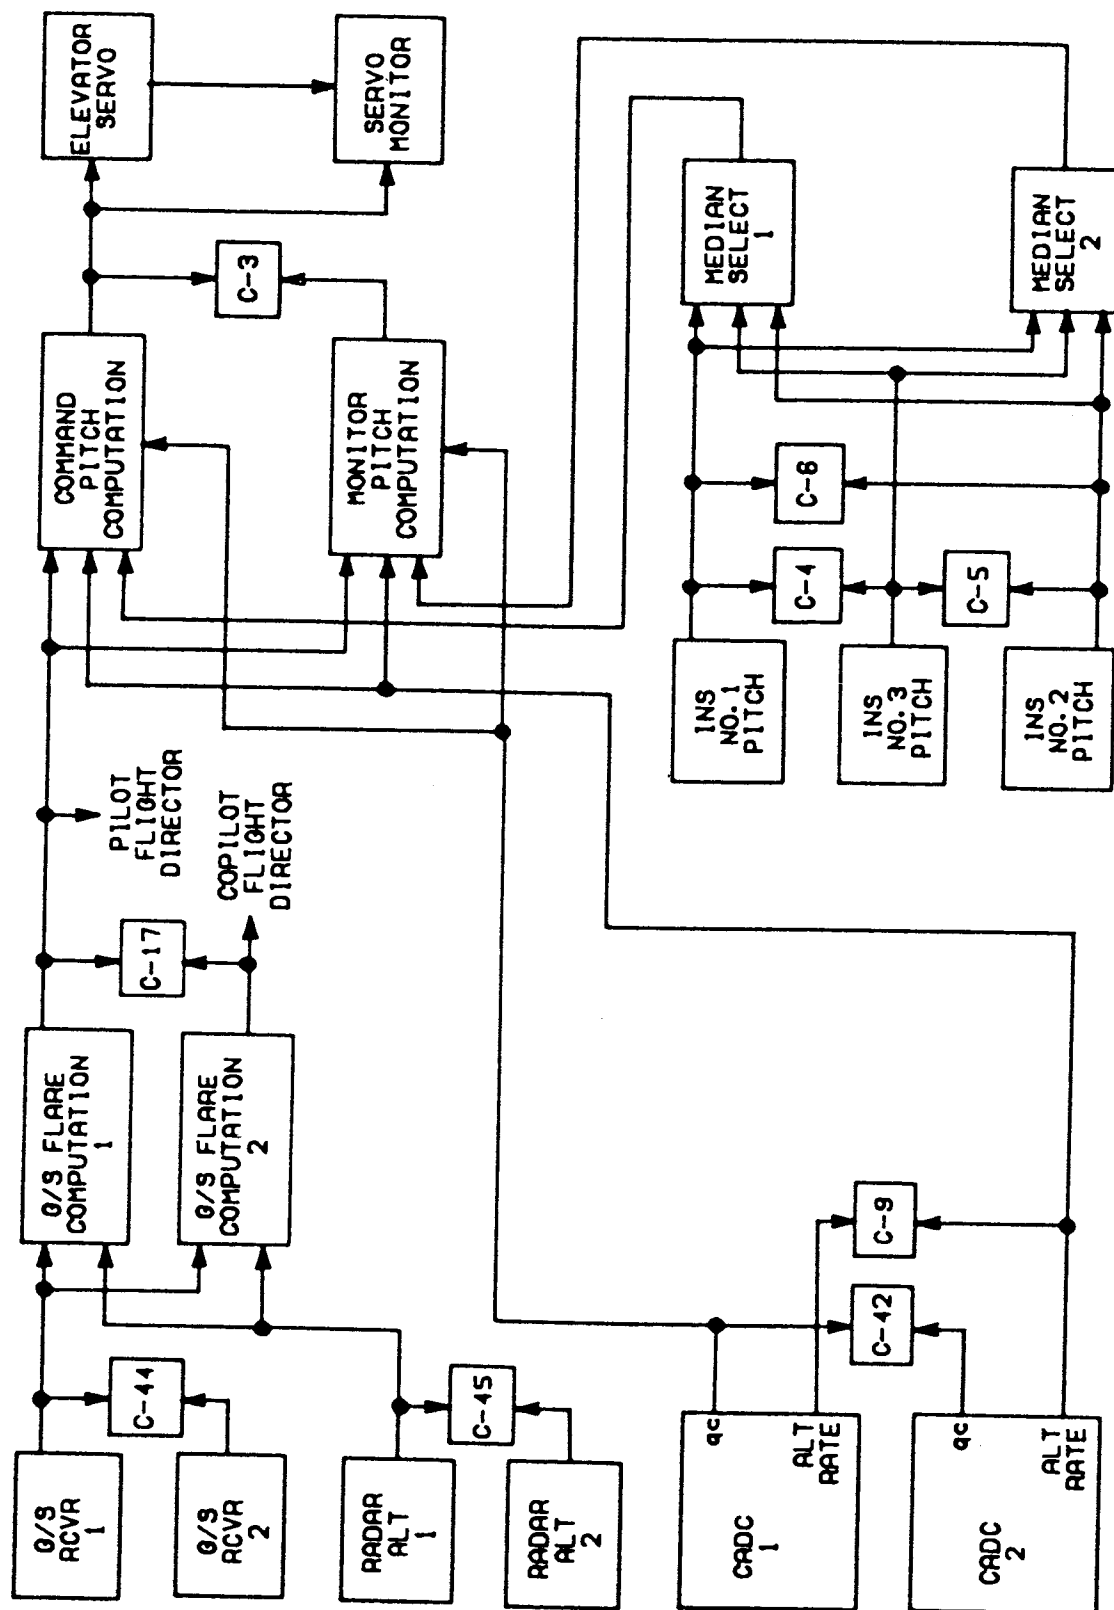 G/S
RCVR
1
G/S
RCVR
2
C-44
RADAR
ALT
1
RADAR
ALT
2
C-45
G/S FLARE
COMPUTATION
1
G/S FLARE
COMPUTATION
2
C-17
PILOT
FLIGHT
DIRECTOR
COPILOT
FLIGHT
DIRECTOR
COMMAND
PITCH
COMPUTATION
MONITOR
PITCH
COMPUTATION
C-3
ELEVATOR
SERVO
SERVO
MONITOR
CADC
1
qc
ALT
RATE
CADC
2
qc
ALT
RATE
C-42
C-9
INS
NO.1
PITCH
INS
NO.3
PITCH
INS
NO.2
PITCH
C-4
C-5
C-6
MEDIAN
SELECT
1
MEDIAN
SELECT
2